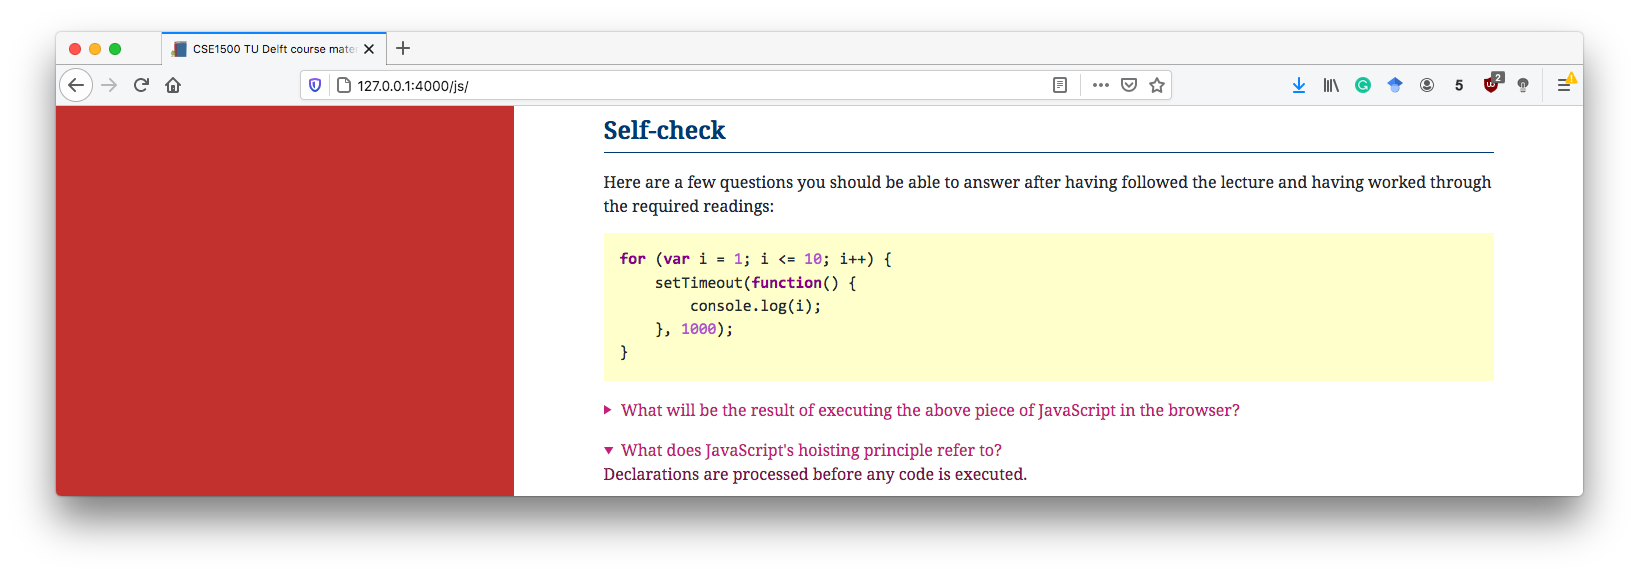 CSE1500 TU Delft course mate
127.0.0.1:4000/js/
5
2
Self-check
Here are a few questions you should be able to answer after having followed the lecture and having worked through
the required readings:
for (var i = 1; i <= 10; i++) {
    setTimeout(function() {
        console.log(i);
    }, 1000);
}
What will be the result of executing the above piece of JavaScript in the browser?
What does JavaScript's hoisting principle refer to?
Declarations are processed before any code is executed.